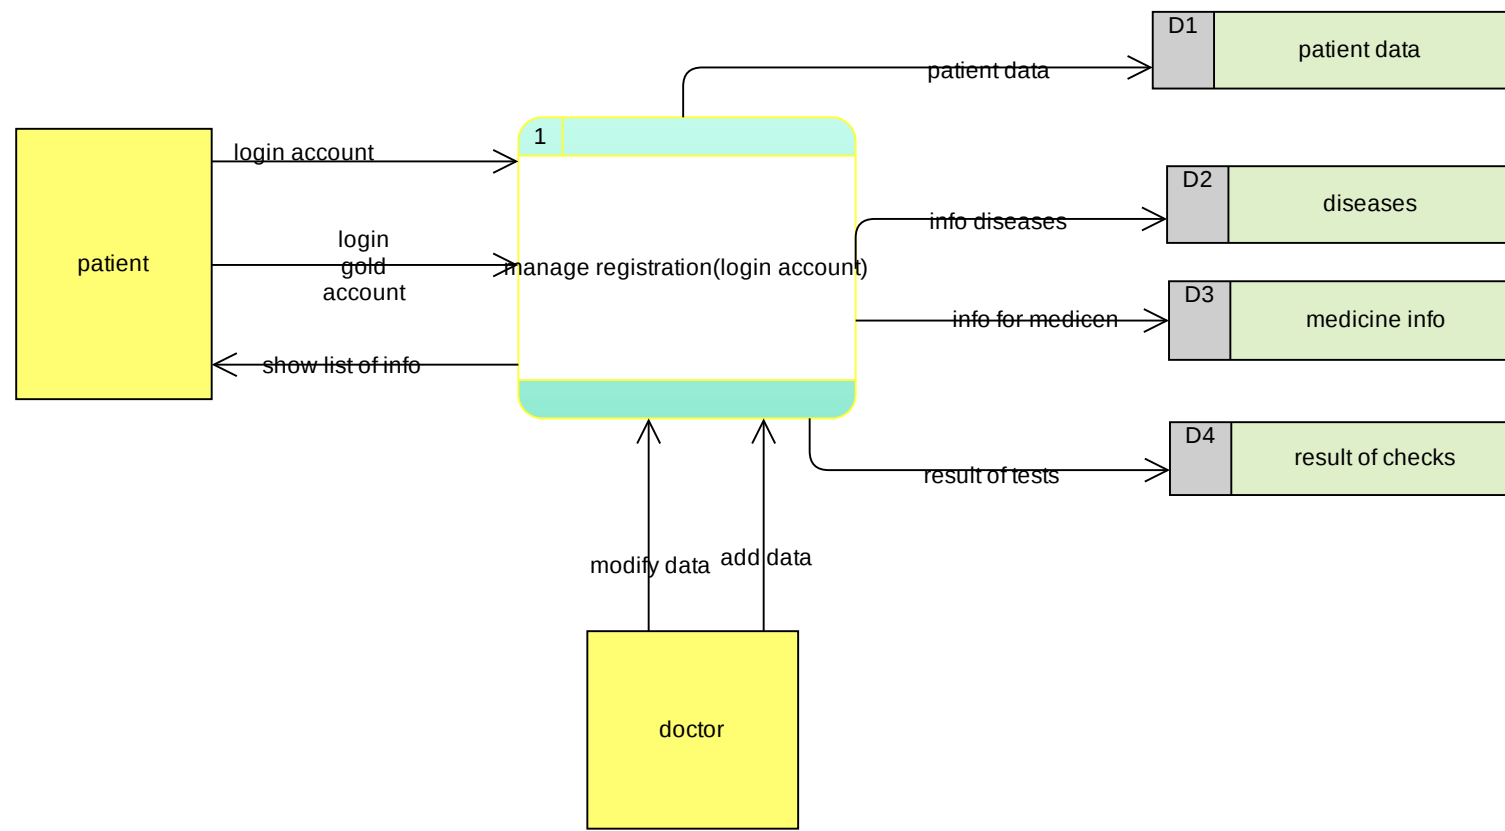 D1
patient data
patient data
1
login account
D2
diseases
info diseases
login
gold
account
patient
manage registration(login account)
D3
medicine info
info for medicen
show list of info
D4
result of checks
result of tests
modify data
add data
doctor